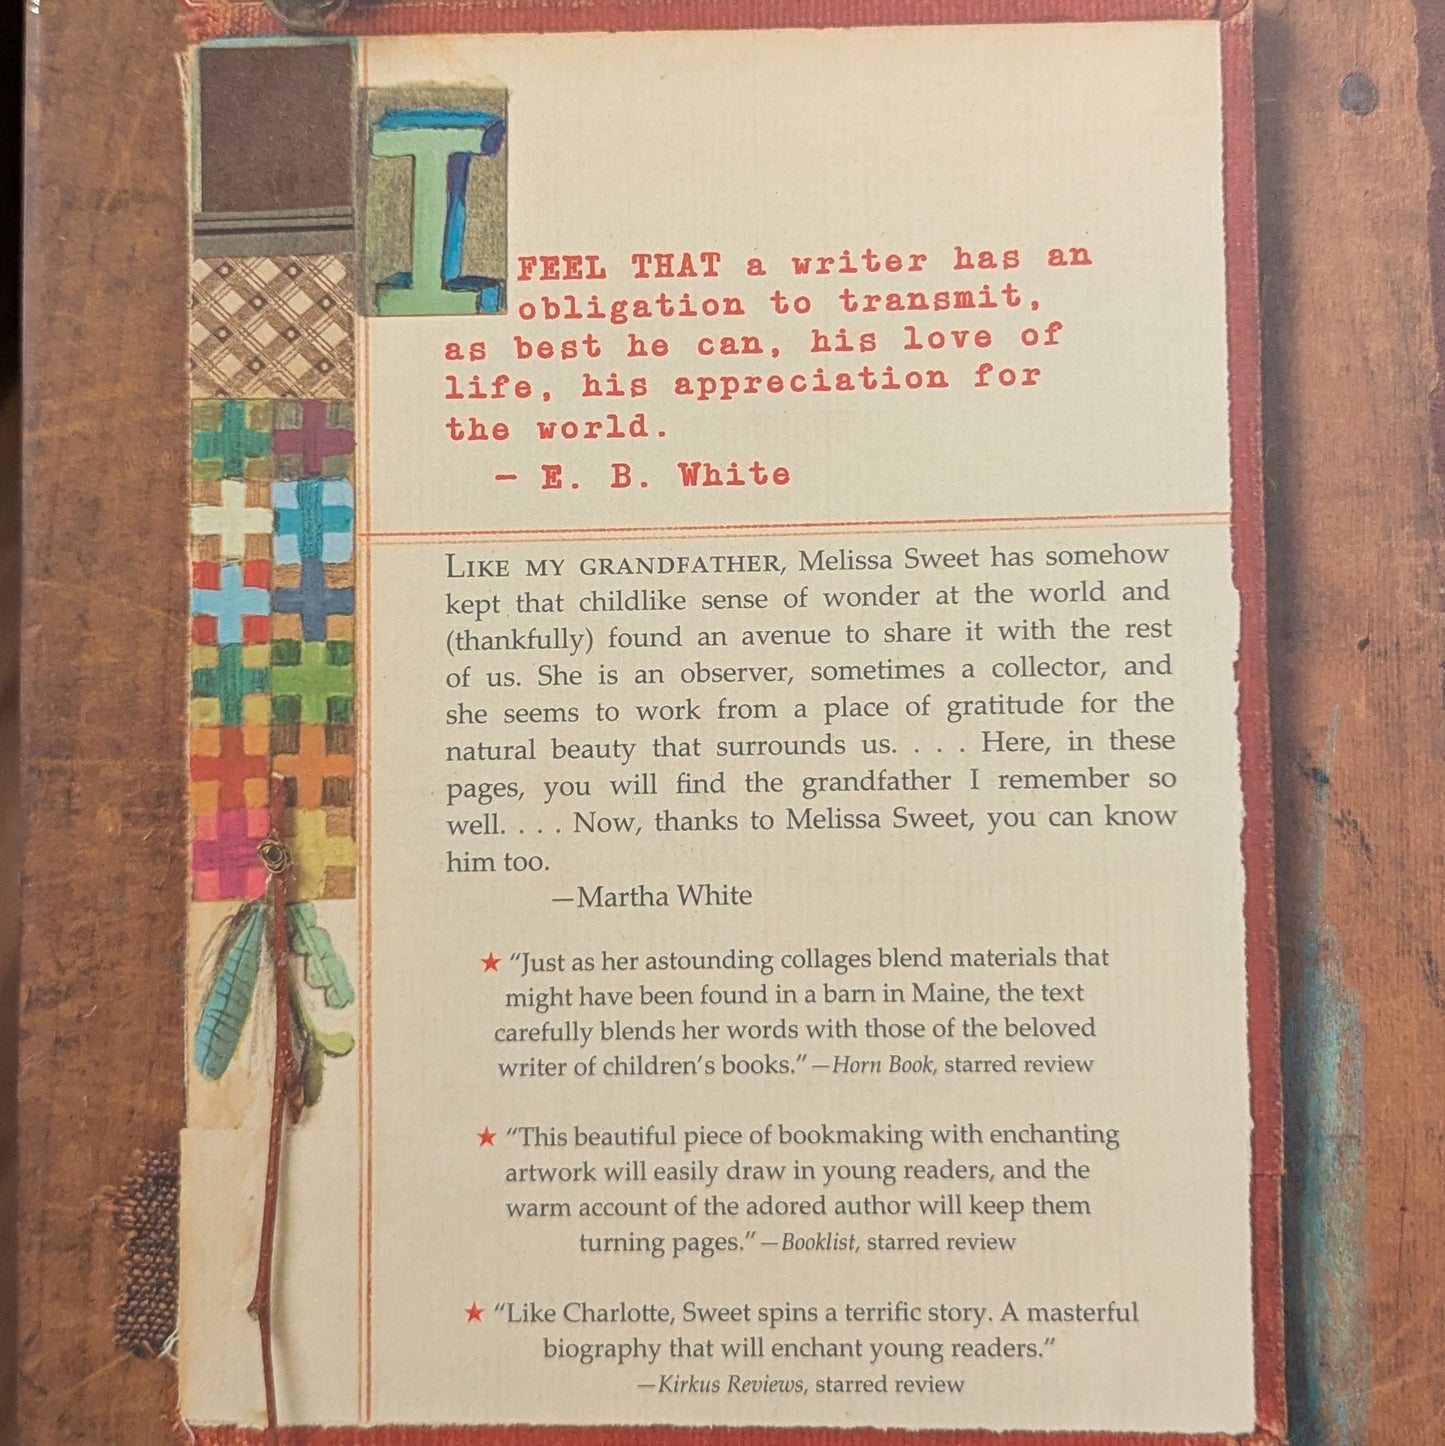 I FEEL THAT a writer has an
obligation to transmit,
as best he can, his love of
life, his appreciation for
the world.
— E. B. White
LIKE MY GRANDFATHER, Melissa Sweet has somehow
kept that childlike sense of wonder at the world and
(thankfully) found an avenue to share it with the rest
of us. She is an observer, sometimes a collector, and
she seems to work from a place of gratitude for the
natural beauty that surrounds us. . . . Here, in these
pages, you will find the grandfather I remember so
well. . . . Now, thanks to Melissa Sweet, you can know
him too.
—Martha White
★ “Just as her astounding collages blend materials that
might have been found in a barn in Maine, the text
carefully blends her words with those of the beloved
writer of children’s books.” —Horn Book, starred review
★ “This beautiful piece of bookmaking with enchanting
artwork will easily draw in young readers, and the
warm account of the adored author will keep them
turning pages.” —Booklist, starred review
★ “Like Charlotte, Sweet spins a terrific story. A masterful
biography that will enchant young readers.”
—Kirkus Reviews, starred review